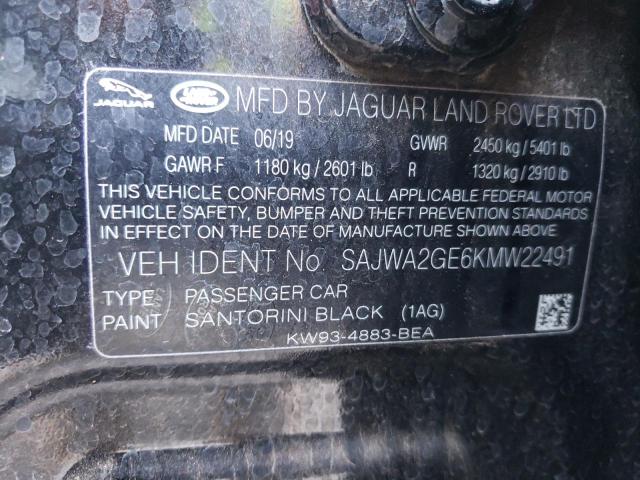 JAGUAR LAND ROVER MFD BY JAGUAR LAND ROVER LTD
MFD DATE 06/19 GVWR 2450 kg / 5401 lb
GAWR F 1180 kg / 2601 lb R 1320 kg / 2910 lb
THIS VEHICLE CONFORMS TO ALL APPLICABLE FEDERAL MOTOR
VEHICLE SAFETY, BUMPER AND THEFT PREVENTION STANDARDS
IN EFFECT ON THE DATE OF MANUFACTURE SHOWN ABOVE.
VEH IDENT No. SAJWA2GE6KMW22491
TYPE PASSENGER CAR
PAINT SANTORINI BLACK (1AG)
KW93-4883-BEA